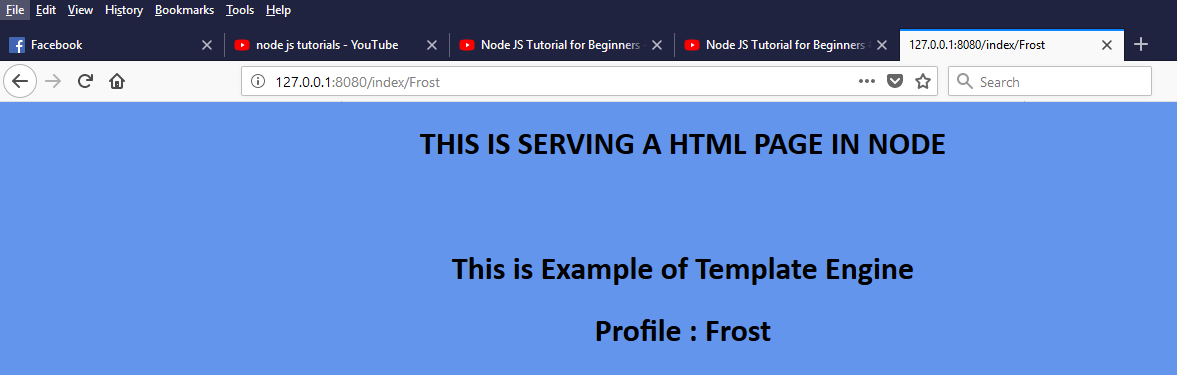 File Edit View History Bookmarks Tools Help
Facebook
node js tutorials - YouTube
Node JS Tutorial for Beginners
Node JS Tutorial for Beginners
127.0.0.1:8080/index/Frost
127.0.0.1:8080/index/Frost
Search
THIS IS SERVING A HTML PAGE IN NODE
This is Example of Template Engine
Profile : Frost